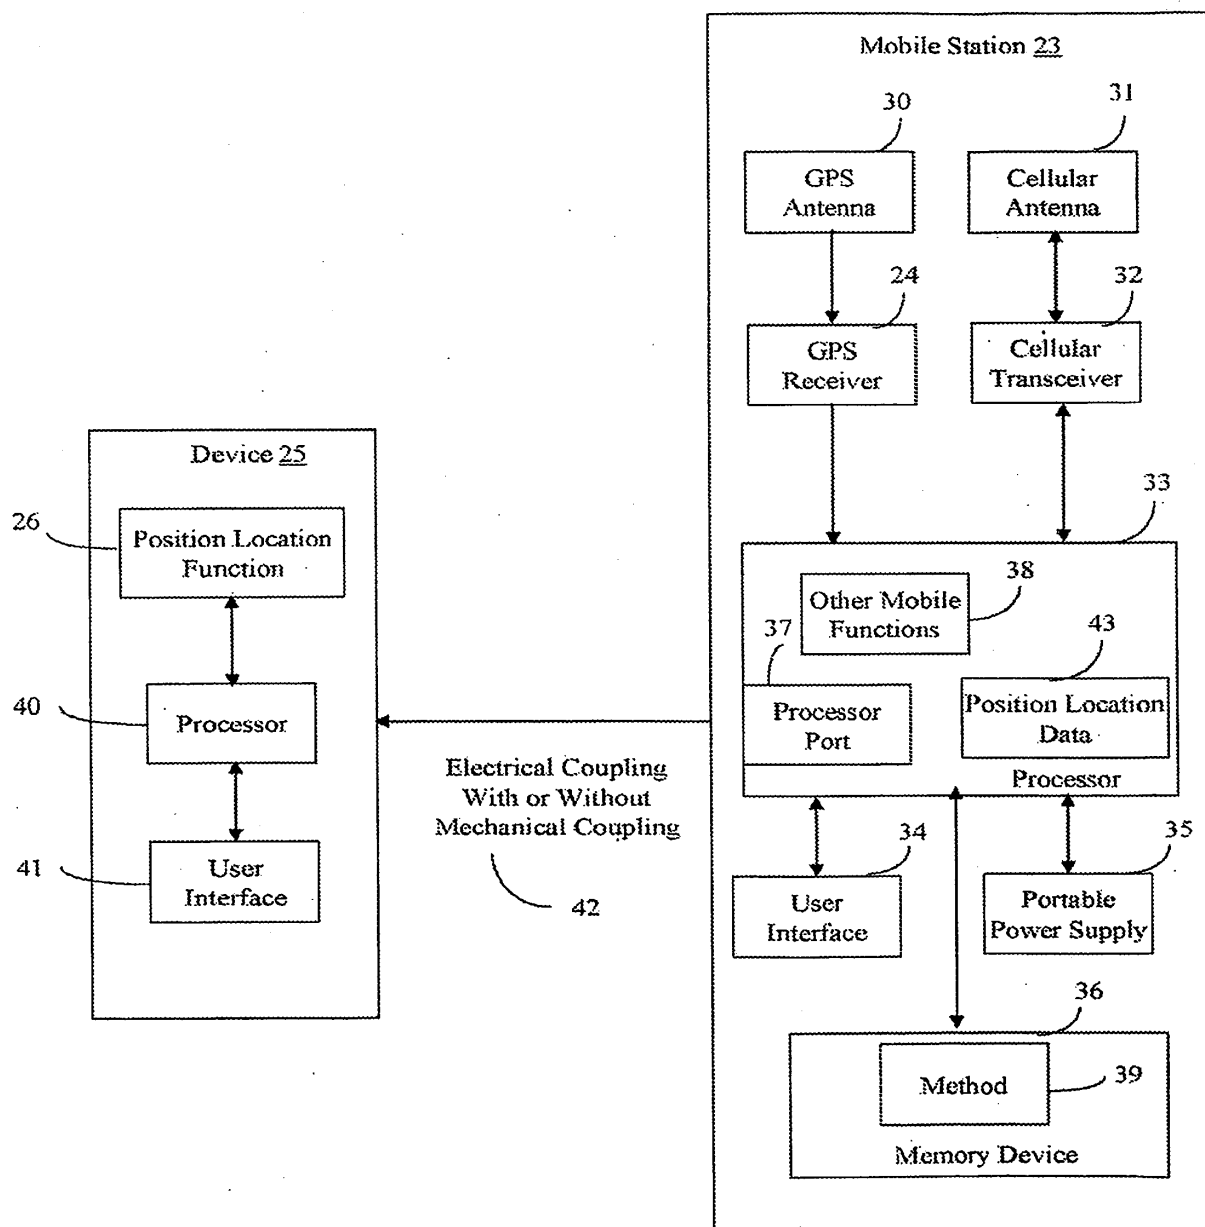 Mobile Station 23
30
31
GPS
Antenna
Cellular
Antenna
24
32
GPS
Receiver
Cellular
Transceiver
33
Other Mobile
Functions
38
37
43
Processor
Port
Position Location
Data
Processor
34
35
User
Interface
Portable
Power Supply
36
Method
39
Memory Device
Device 25
26
Position Location
Function
40
Processor
41
User
Interface
Electrical Coupling
With or Without
Mechanical Coupling
42